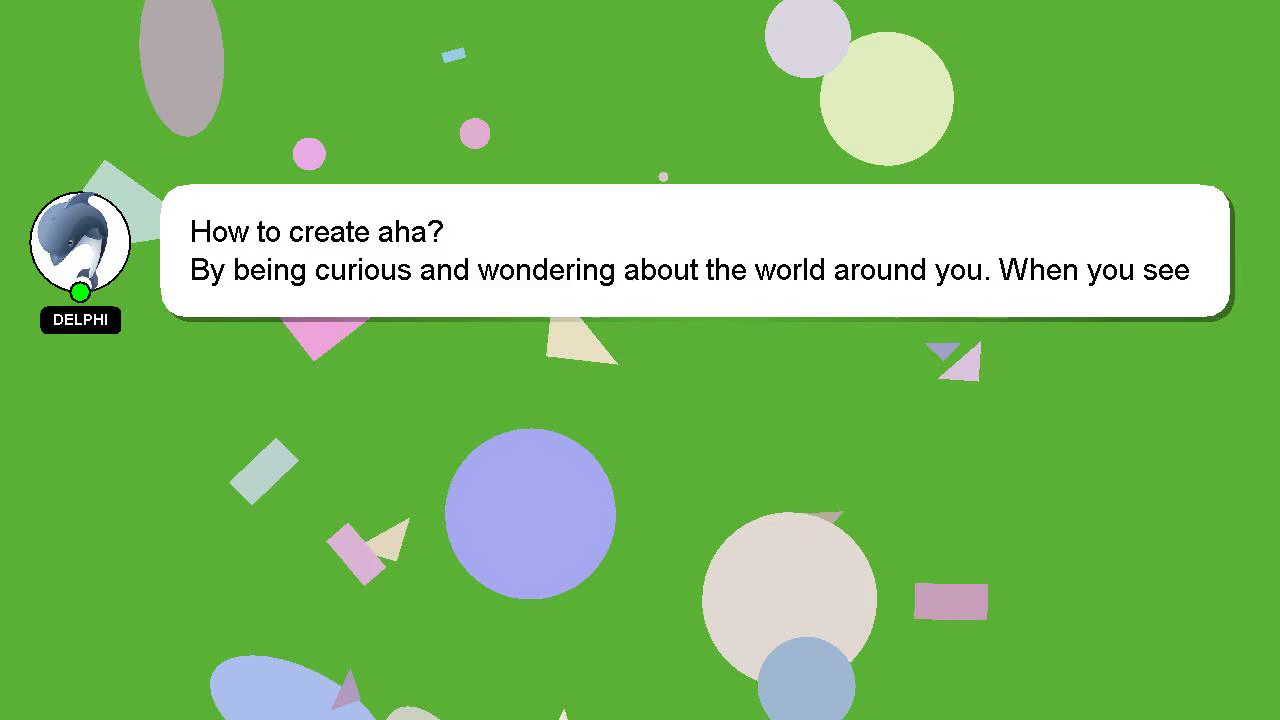 How to create aha?
By being curious and wondering about the world around you. When you see
DELPHI